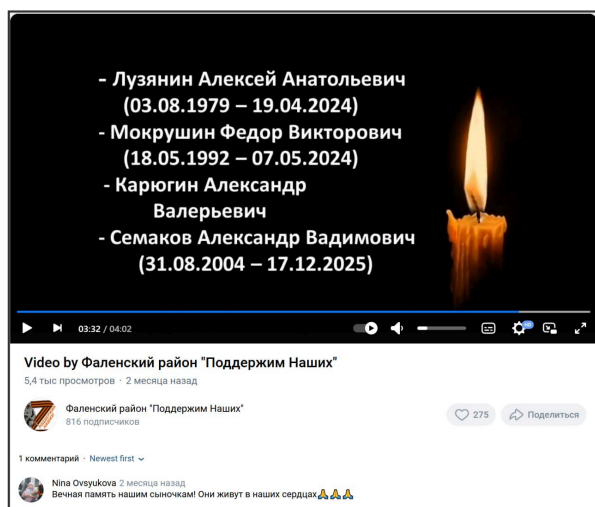 - Лузянин Алексей Анатольевич
(03.08.1979 – 19.04.2024)
- Мокрушин Федор Викторович
(18.05.1992 – 07.05.2024)
- Карюгин Александр
Валерьевич
- Семаков Александр Вадимович
(31.08.2004 – 17.12.2025)
03:32 / 04:02
HD
Video by Фаленский район "Поддержим Наших"
5,4 тыс просмотров · 2 месяца назад
Фаленский район "Поддержим Наших"
816 подписчиков
275
Поделиться
1 комментарий · Newest first
Nina Ovsyukova 2 месяца назад
Вечная память нашим сыночкам! Они живут в наших сердцах🙏🙏🙏